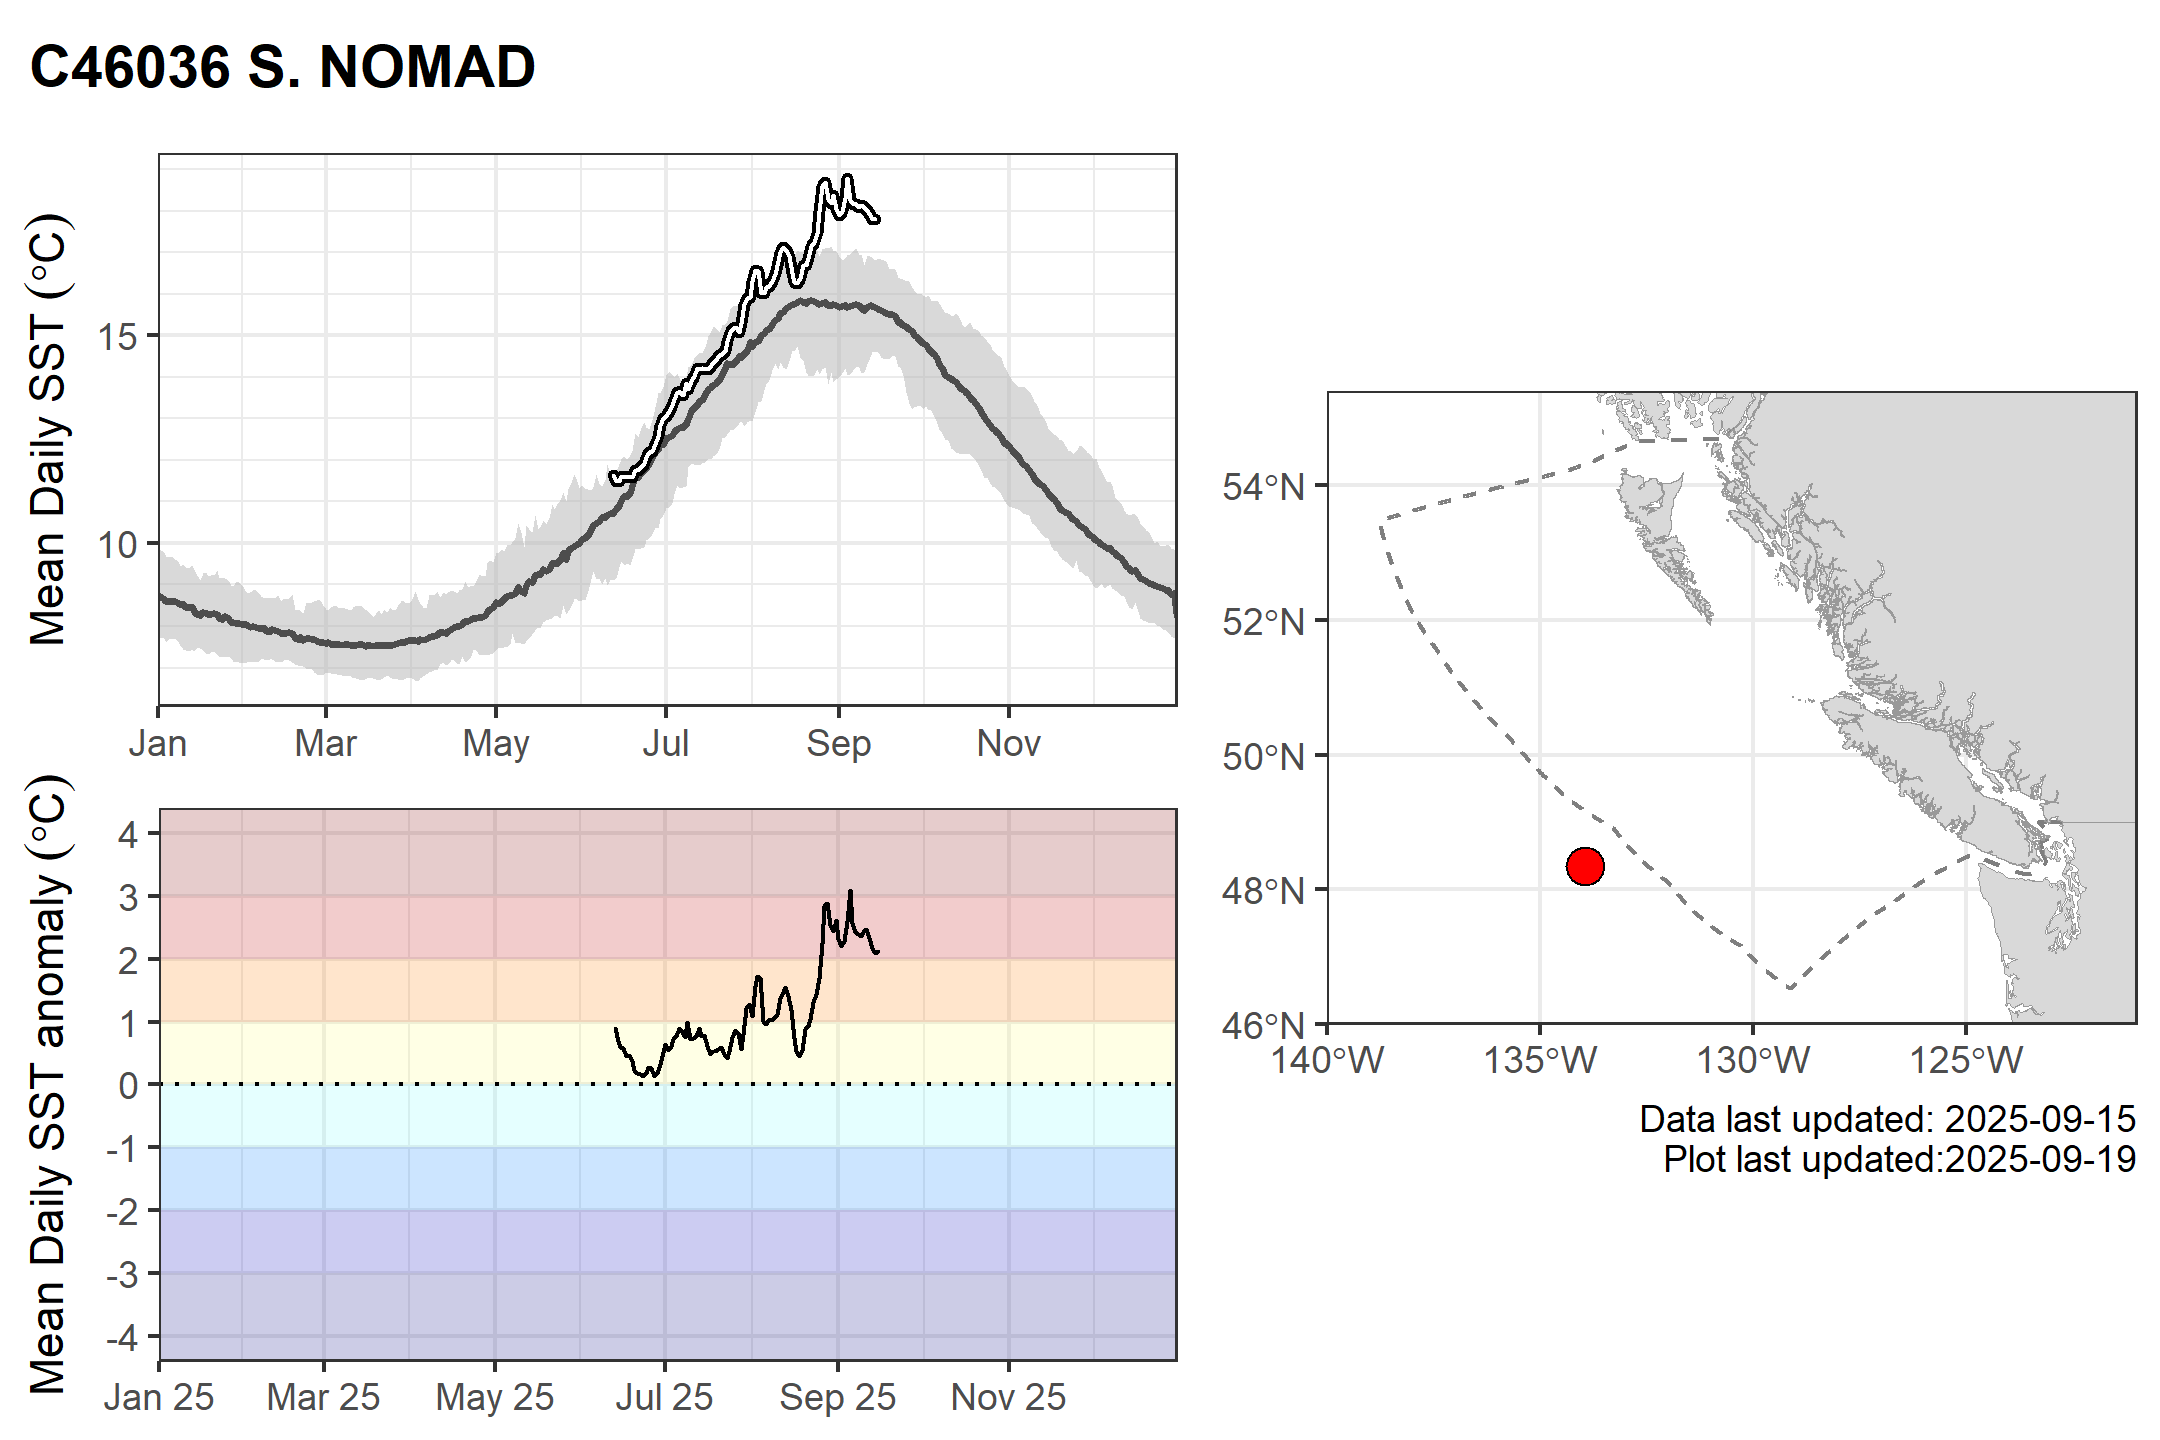 C46036 S. NOMAD
Mean Daily SST (°C)
15
10
Jan Mar May Jul Sep Nov
Mean Daily SST anomaly (°C)
4
3
2
1
0
-1
-2
-3
-4
Jan 25 Mar 25 May 25 Jul 25 Sep 25 Nov 25
54°N
52°N
50°N
48°N
46°N
140°W 135°W 130°W 125°W
Data last updated: 2025-09-15
Plot last updated:2025-09-19